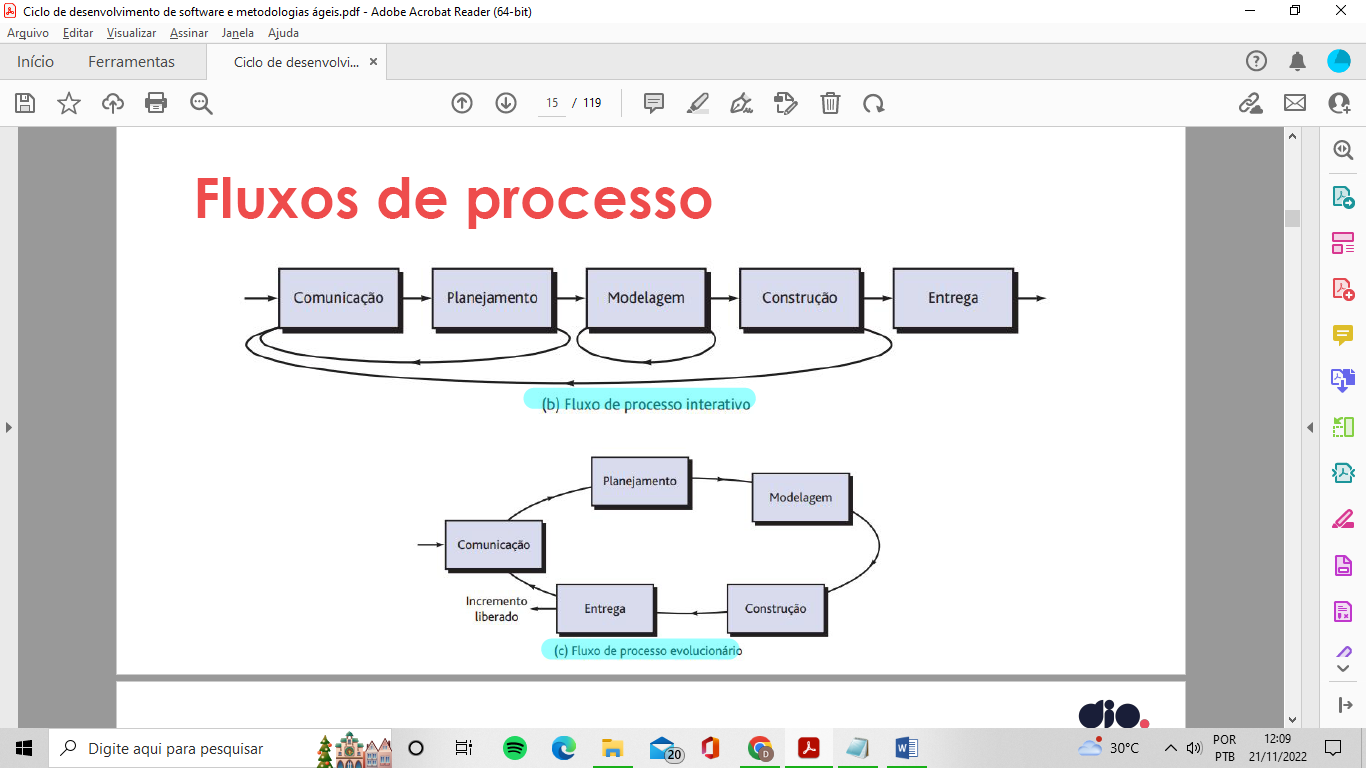 Ciclo de desenvolvimento de software e metodologias ágeis.pdf - Adobe Acrobat Reader (64-bit)
Arquivo Editar Visualizar Assinar Janela Ajuda
Início Ferramentas Ciclo de desenvolvi...
15 / 119
Fluxos de processo
Comunicação Planejamento Modelagem Construção Entrega
(b) Fluxo de processo interativo
Planejamento
Modelagem
Comunicação
Incremento
liberado
Entrega
Construção
(c) Fluxo de processo evolucionário
dio.
Digite aqui para pesquisar
20
30°C
POR
PTB
12:09
21/11/2022